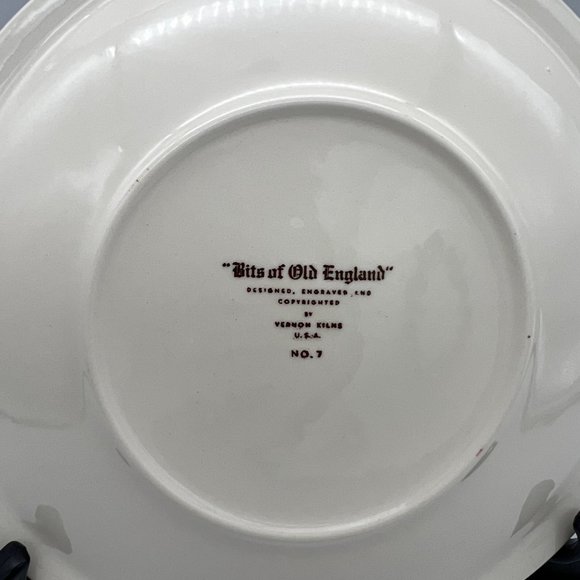 "Bits of Old England"
DESIGNED, ENGRAVED AND
COPYRIGHTED
BY
VERNON KILNS
U.S.A.
NO. 7